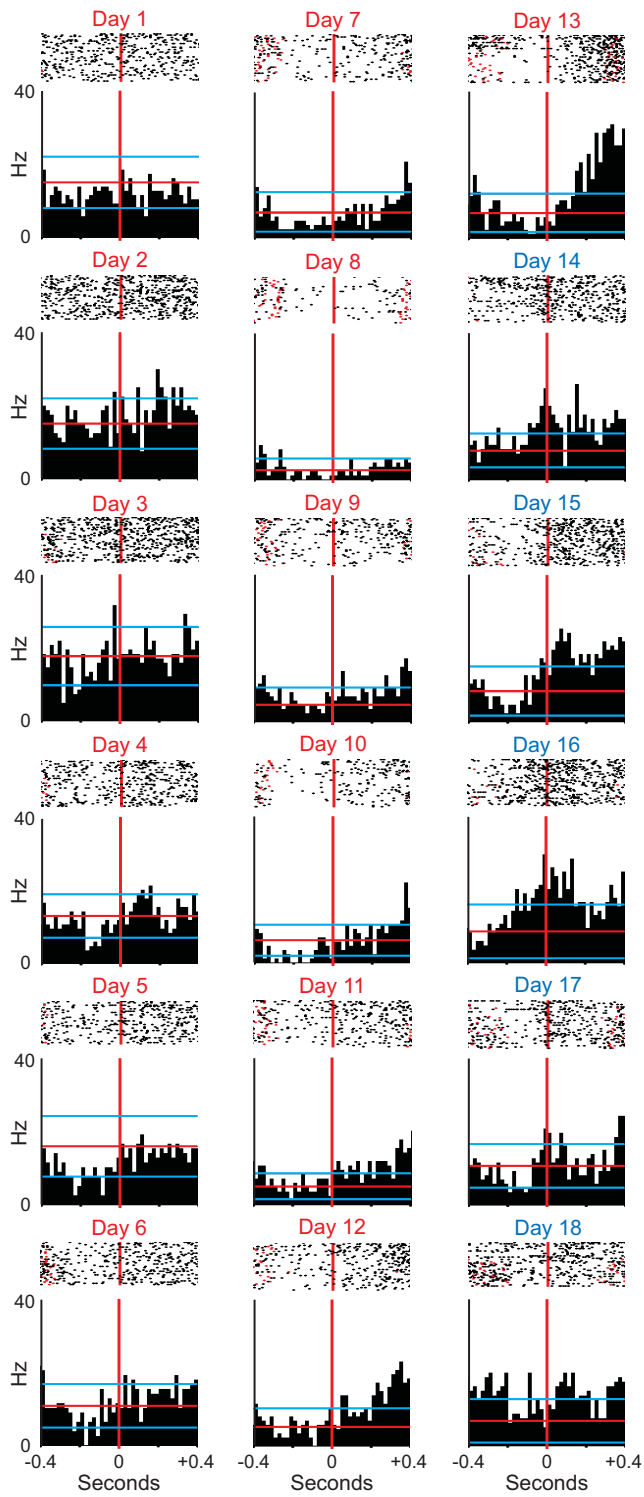 Day 1
Day 7
Day 13
40
Hz
0
Day 2
Day 8
Day 14
40
Hz
0
Day 3
Day 9
Day 15
40
Hz
0
Day 4
Day 10
Day 16
40
Hz
0
Day 5
Day 11
Day 17
40
Hz
0
Day 6
Day 12
Day 18
40
Hz
0
-0.4 0 +0.4 -0.4 0 +0.4 -0.4 0 +0.4
Seconds Seconds Seconds